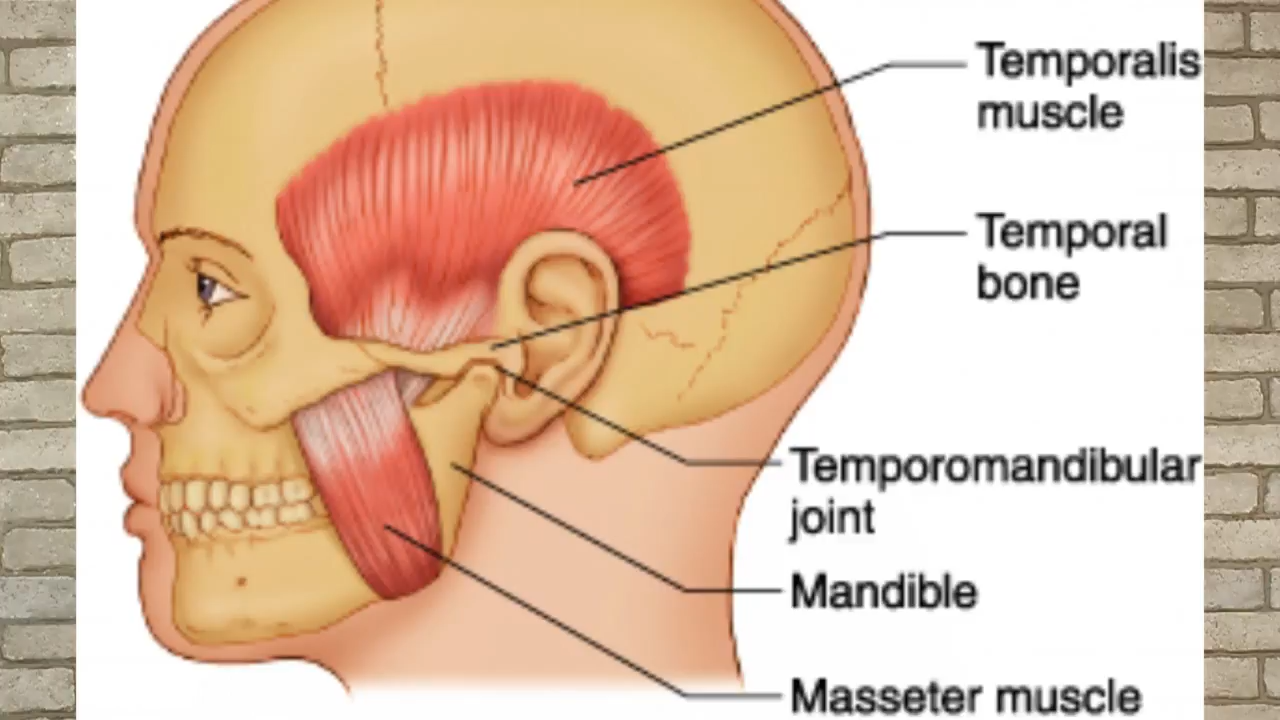 Temporalis
muscle
Temporal
bone
Temporomandibular
joint
Mandible
Masseter muscle